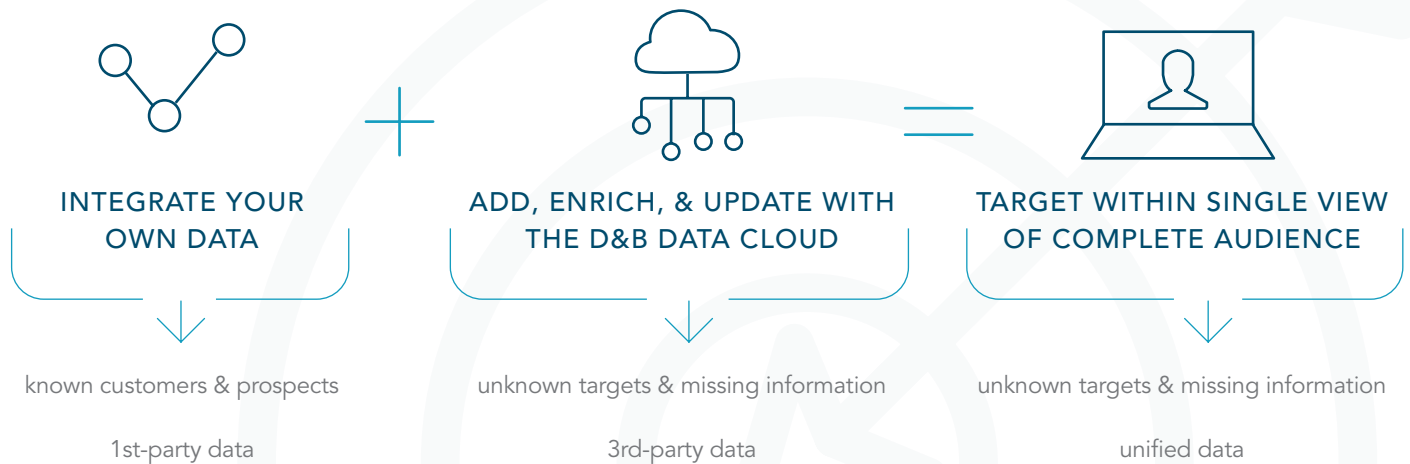 INTEGRATE YOUR
OWN DATA
known customers & prospects
1st-party data
ADD, ENRICH, & UPDATE WITH
THE D&B DATA CLOUD
unknown targets & missing information
3rd-party data
TARGET WITHIN SINGLE VIEW
OF COMPLETE AUDIENCE
unknown targets & missing information
unified data